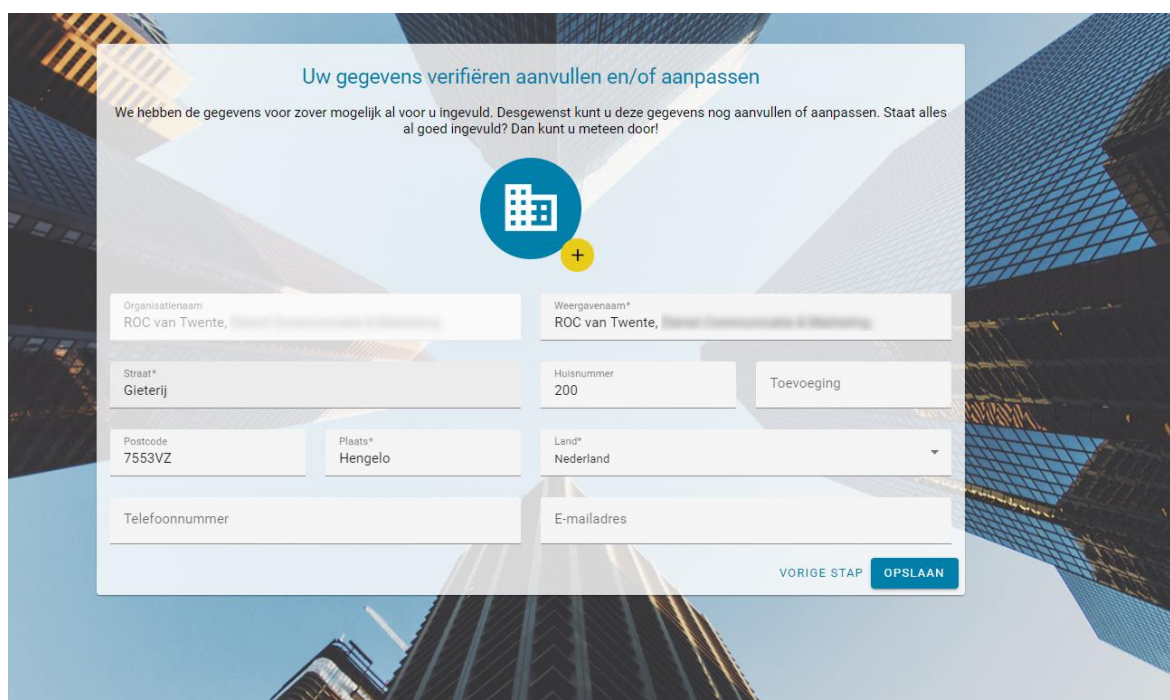 Uw gegevens verifiëren aanvullen en/of aanpassen
We hebben de gegevens voor zover mogelijk al voor u ingevuld. Desgewenst kunt u deze gegevens nog aanvullen of aanpassen. Staat alles
al goed ingevuld? Dan kunt u meteen door!
Organisatienaam
ROC van Twente,
Weergavenaam*
ROC van Twente,
Straat*
Gieterij
Huisnummer
200
Toevoeging
Postcode
7553VZ
Plaats*
Hengelo
Land*
Nederland
Telefoonnummer
E-mailadres
VORIGE STAP
OPSLAAN